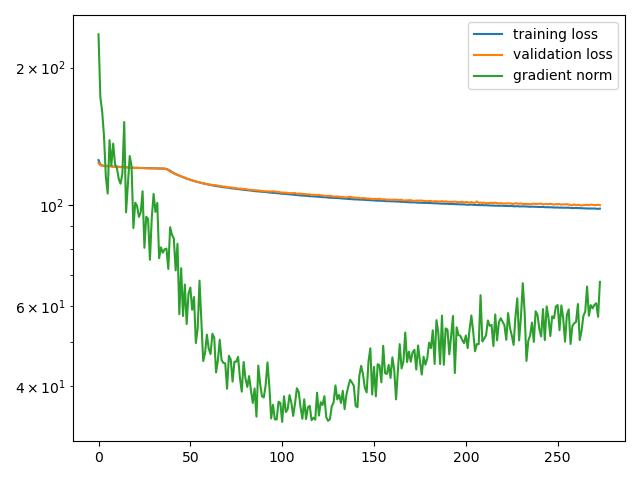 training loss
validation loss
gradient norm
2 × 10²
10²
6 × 10¹
4 × 10¹
0 50 100 150 200 250